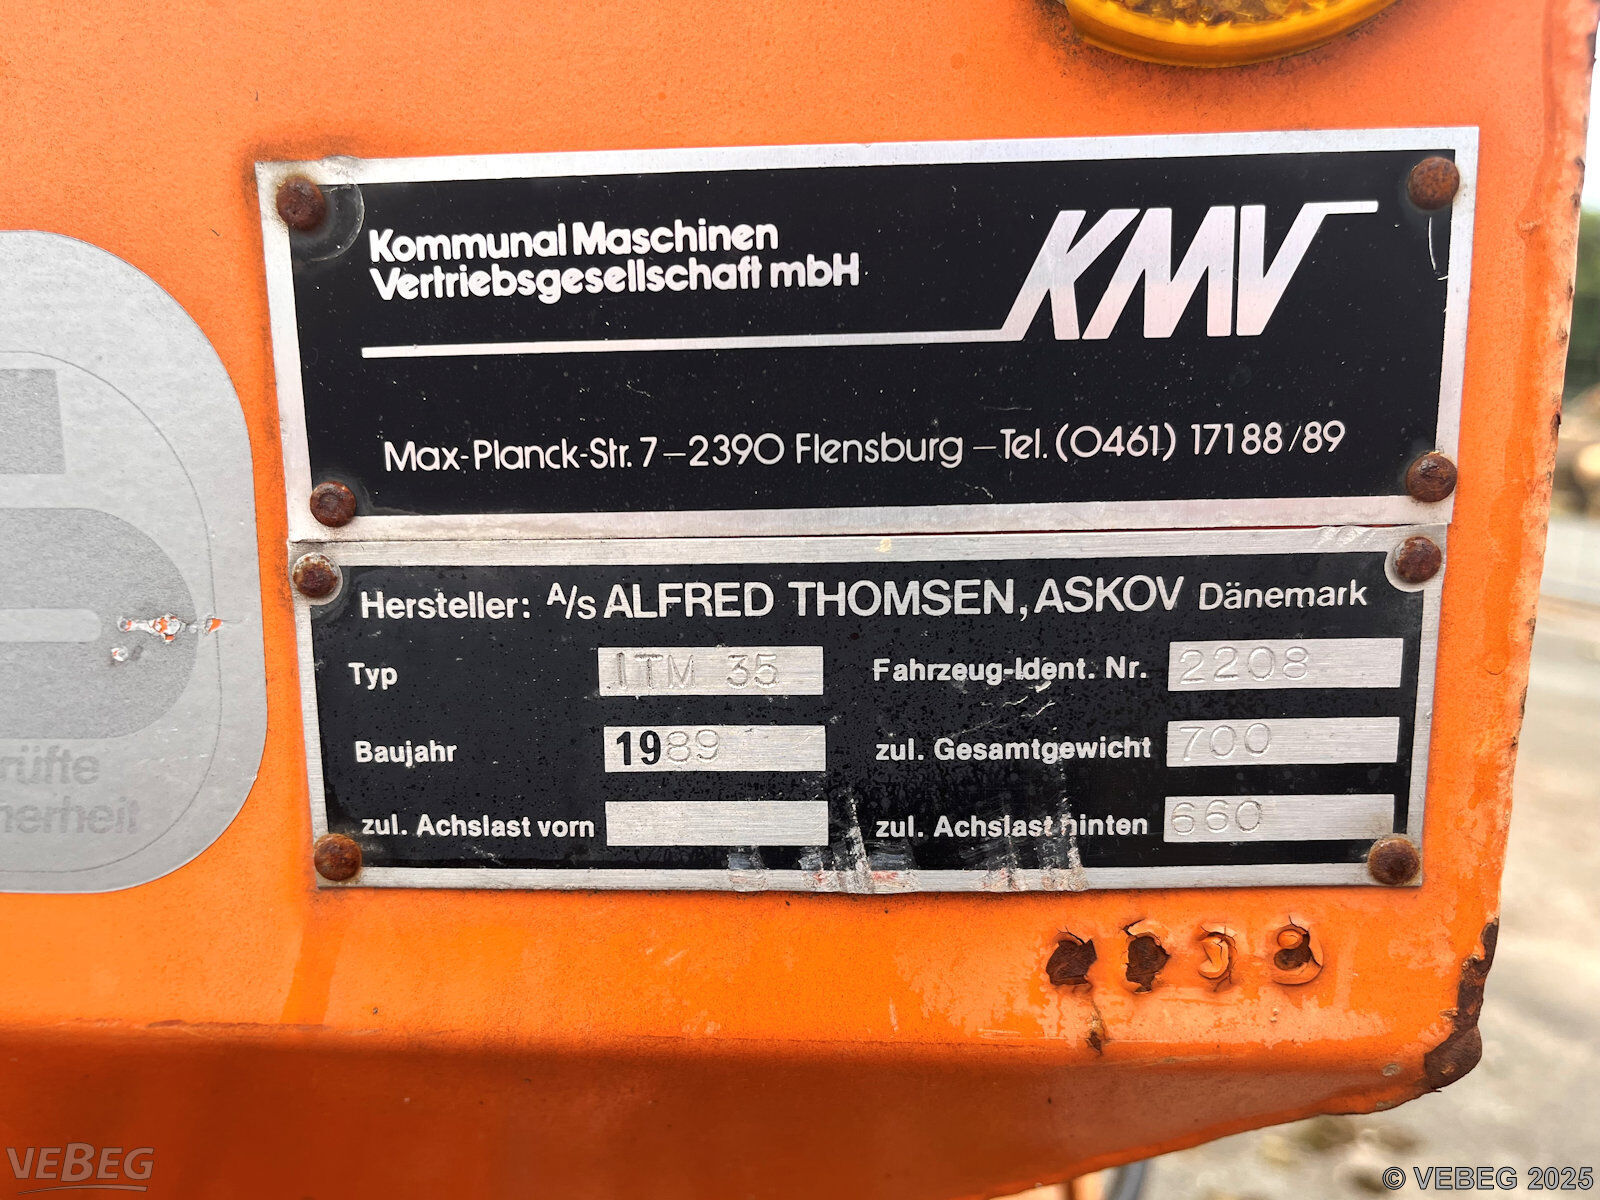 Kommunal Maschinen
Vertriebsgesellschaft mbH
KMV
Max-Planck-Str. 7 – 2390 Flensburg – Tel. (0461) 17188/89
Hersteller: A/S ALFRED THOMSEN, ASKOV Dänemark
Typ ITM 35 Fahrzeug-Ident. Nr. 2208
Baujahr 1989 zul. Gesamtgewicht 700
zul. Achslast vorn zul. Achslast hinten 660
rüfte
herheit
VEBEG
© VEBEG 2025